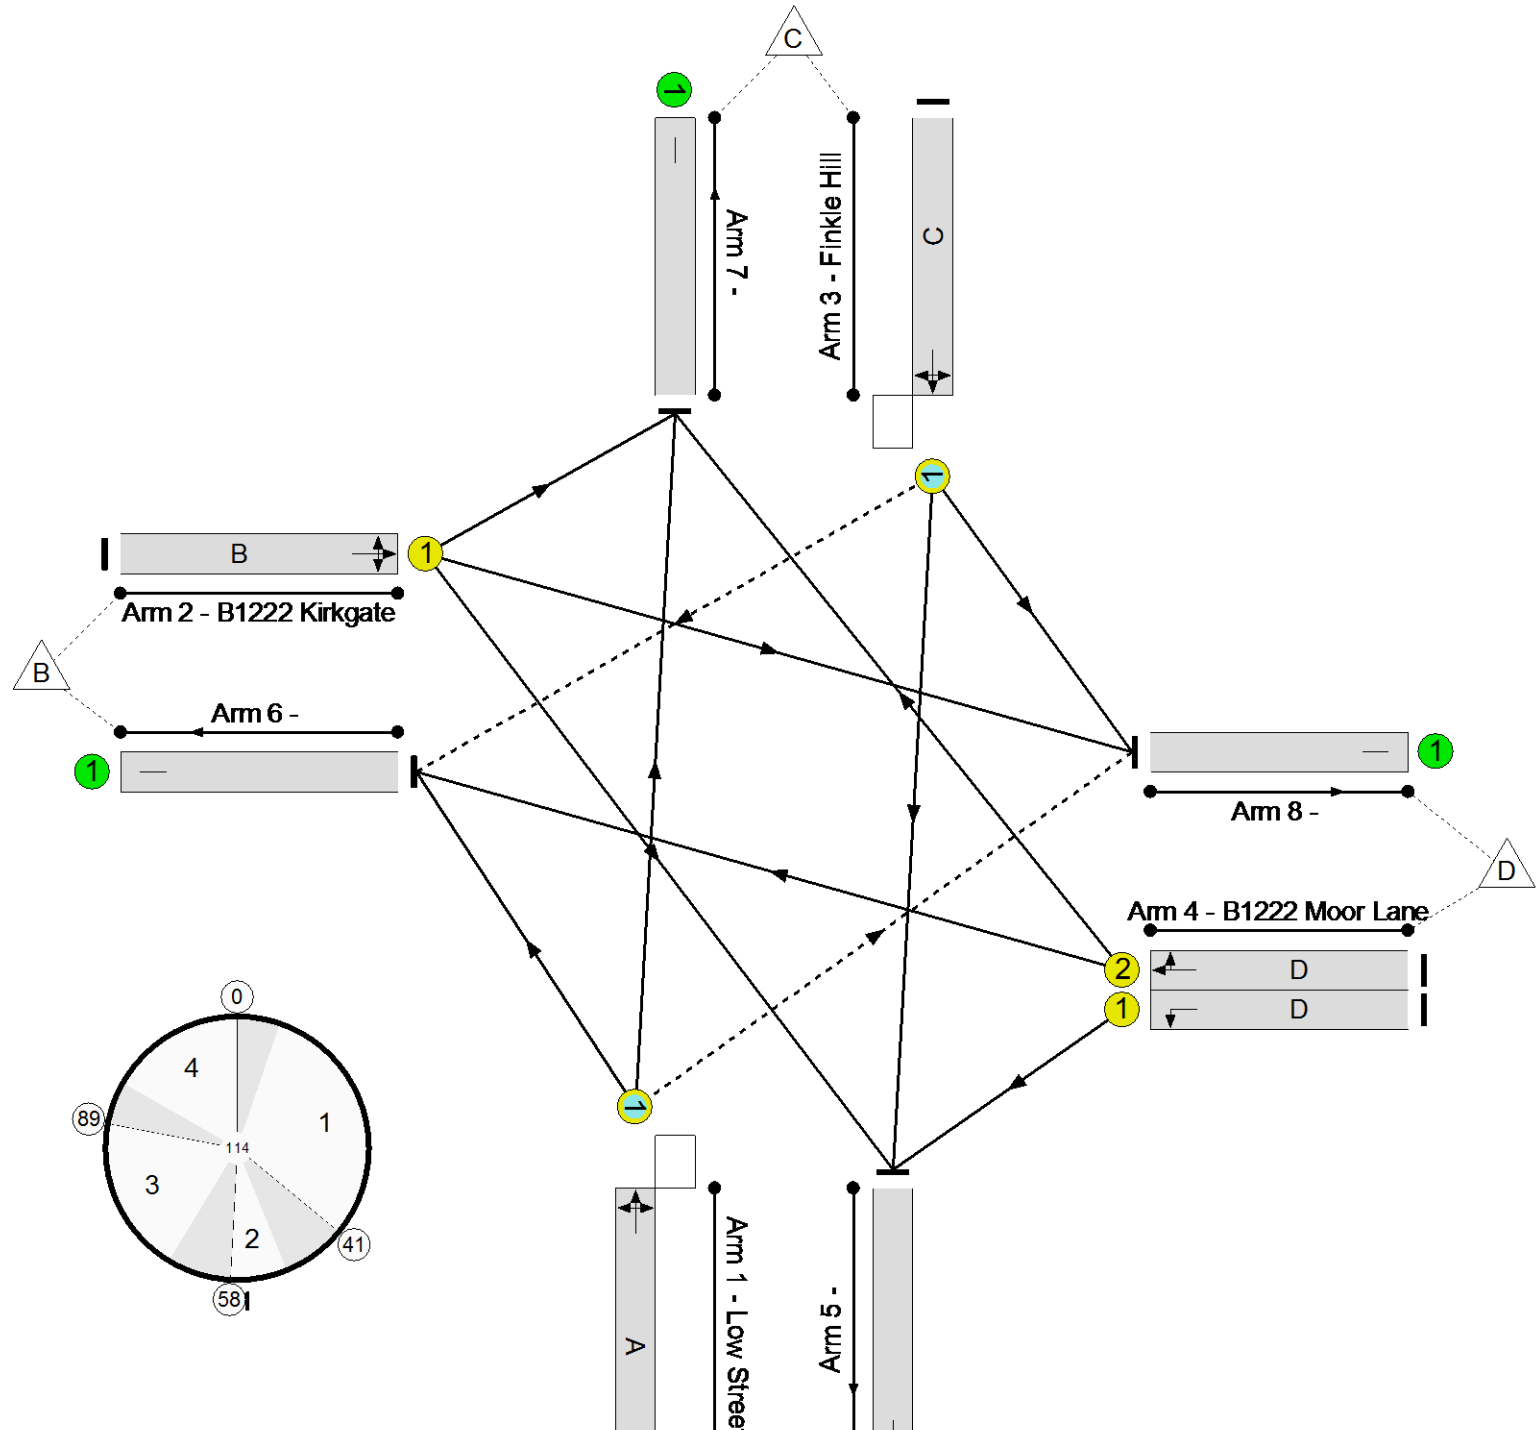 C
1
Arm 7 -
Arm 3 - Finkle Hill
C
1
B
1
Arm 2 - B1222 Kirkgate
B
Arm 6 -
1
1
Arm 8 -
D
Arm 4 - B1222 Moor Lane
2
D
1
D
0
4
1
89
114
3
2
41
58
1
Arm 1 - Low Stree
Arm 5 -
A